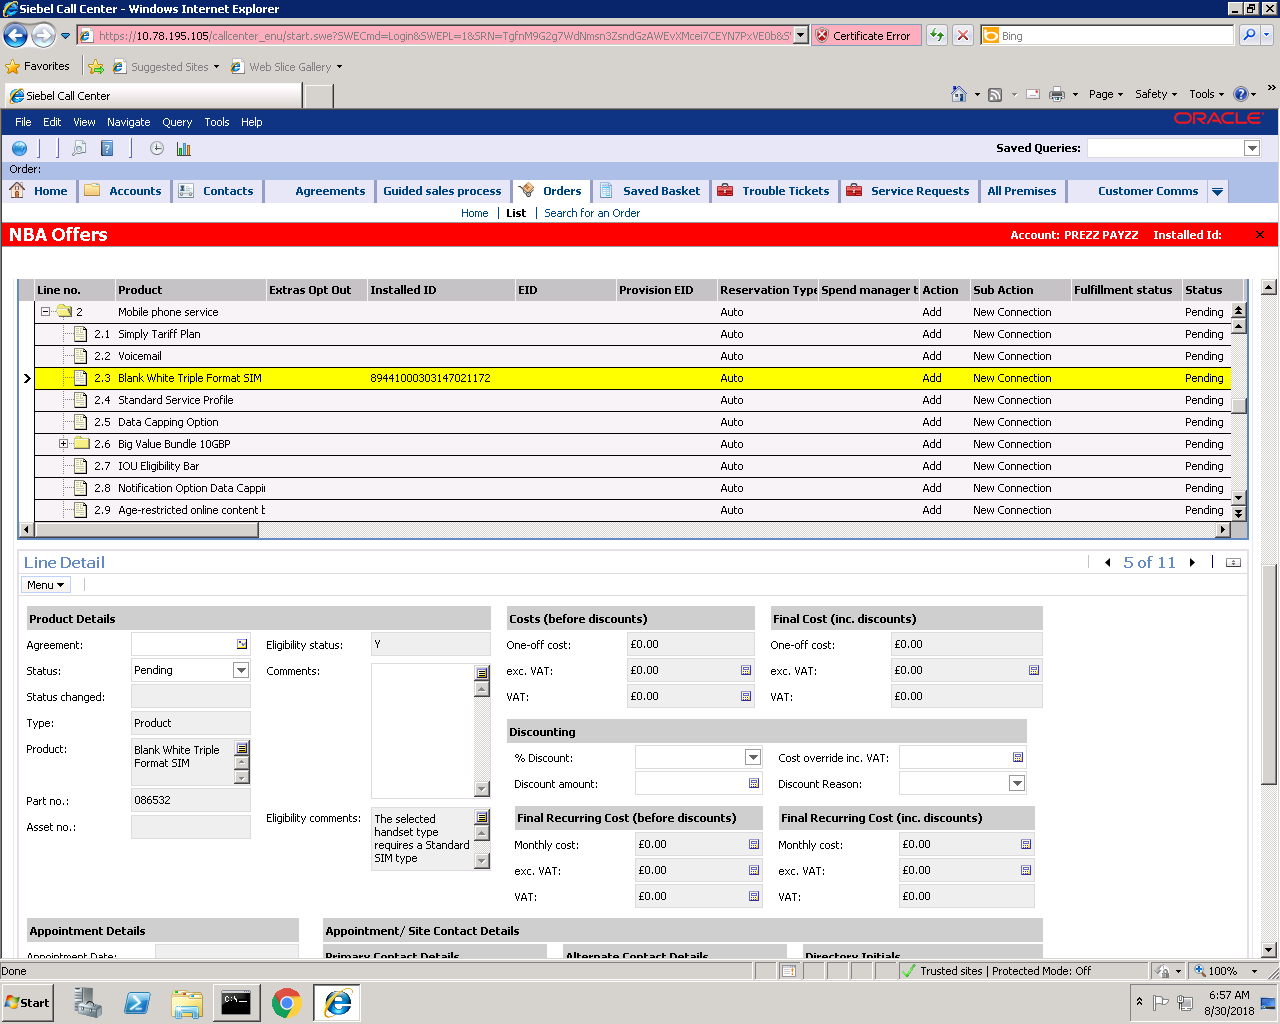 Siebel Call Center - Windows Internet Explorer
https://10.78.195.105/callcenter_enu/start.swe?SWECmd=Login&SWEPL=1&SRN=TgfnM9G2g7WdNmsn3ZsndGzAWEvXMcei7CEYN7PxVE0b&S
Certificate Error
Bing
Favorites
Suggested Sites
Web Slice Gallery
Siebel Call Center
Page
Safety
Tools
File Edit View Navigate Query Tools Help
ORACLE
Saved Queries:
Order:
Home Accounts Contacts Agreements Guided sales process Orders Saved Basket Trouble Tickets Service Requests All Premises Customer Comms
Home | List | Search for an Order
NBA Offers
Account: PREZZ PAYZZ Installed Id:
Line no. Product Extras Opt Out Installed ID EID Provision EID Reservation Type Spend manager t Action Sub Action Fulfillment status Status
2 Mobile phone service Auto Add New Connection Pending
2.1 Simply Tariff Plan Auto Add New Connection Pending
2.2 Voicemail Auto Add New Connection Pending
2.3 Blank White Triple Format SIM 89441000303147021172 Auto Add New Connection Pending
2.4 Standard Service Profile Auto Add New Connection Pending
2.5 Data Capping Option Auto Add New Connection Pending
2.6 Big Value Bundle 10GBP Auto Add New Connection Pending
2.7 IOU Eligibility Bar Auto Add New Connection Pending
2.8 Notification Option Data Cappi Auto Add New Connection Pending
2.9 Age-restricted online content b Auto Add New Connection Pending
Line Detail
5 of 11
Menu
Product Details
Agreement:
Status: Pending
Status changed:
Type: Product
Product: Blank White Triple
Format SIM
Part no.: 086532
Asset no.:
Eligibility status: Y
Comments:
Eligibility comments: The selected
handset type
requires a Standard
SIM type
Costs (before discounts)
One-off cost: £0.00
exc. VAT: £0.00
VAT: £0.00
Final Cost (inc. discounts)
One-off cost: £0.00
exc. VAT: £0.00
VAT: £0.00
Discounting
% Discount:
Discount amount:
Cost override inc. VAT:
Discount Reason:
Final Recurring Cost (before discounts)
Monthly cost: £0.00
exc. VAT: £0.00
VAT: £0.00
Final Recurring Cost (inc. discounts)
Monthly cost: £0.00
exc. VAT: £0.00
VAT: £0.00
Appointment Details
Appointment Date:
Appointment/ Site Contact Details
Primary Contact Details
Alternate Contact Details
Directory Initials
Done
Trusted sites | Protected Mode: Off
100%
Start
C:\.
6:57 AM
8/30/2018